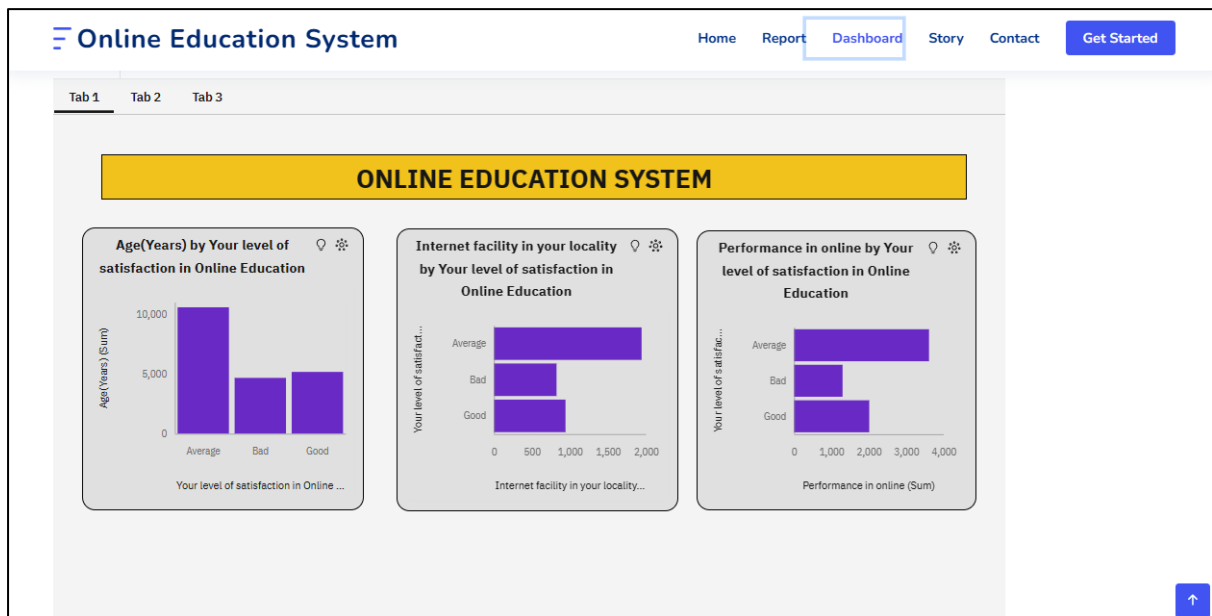 Online Education System
Home Report Dashboard Story Contact Get Started
Tab 1 Tab 2 Tab 3
ONLINE EDUCATION SYSTEM
Age(Years) by Your level of
satisfaction in Online Education
Age(Years) (Sum)
10,000
5,000
0
Average Bad Good
Your level of satisfaction in Online ...
Internet facility in your locality
by Your level of satisfaction in
Online Education
Your level of satisfact...
Average
Bad
Good
0 500 1,000 1,500 2,000
Internet facility in your locality...
Performance in online by Your
level of satisfaction in Online
Education
Your level of satisfac...
Average
Bad
Good
0 1,000 2,000 3,000 4,000
Performance in online (Sum)